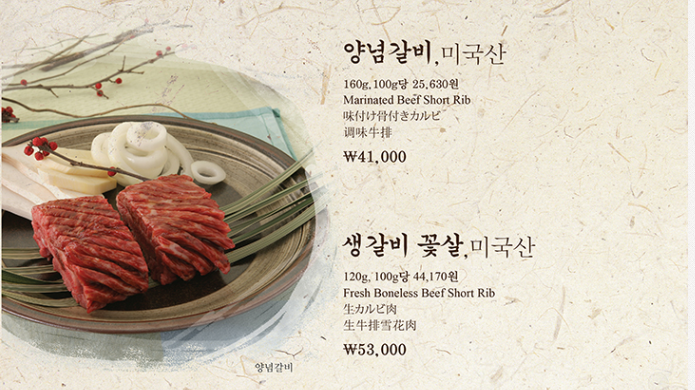 양념갈비,미국산
160g, 100g당 25,630원
Marinated Beef Short Rib
味付け骨付きカルビ
调味牛排
₩41,000
생갈비 꽃살,미국산
120g, 100g당 44,170원
Fresh Boneless Beef Short Rib
生カルビ肉
生牛排雪花肉
₩53,000
양념갈비